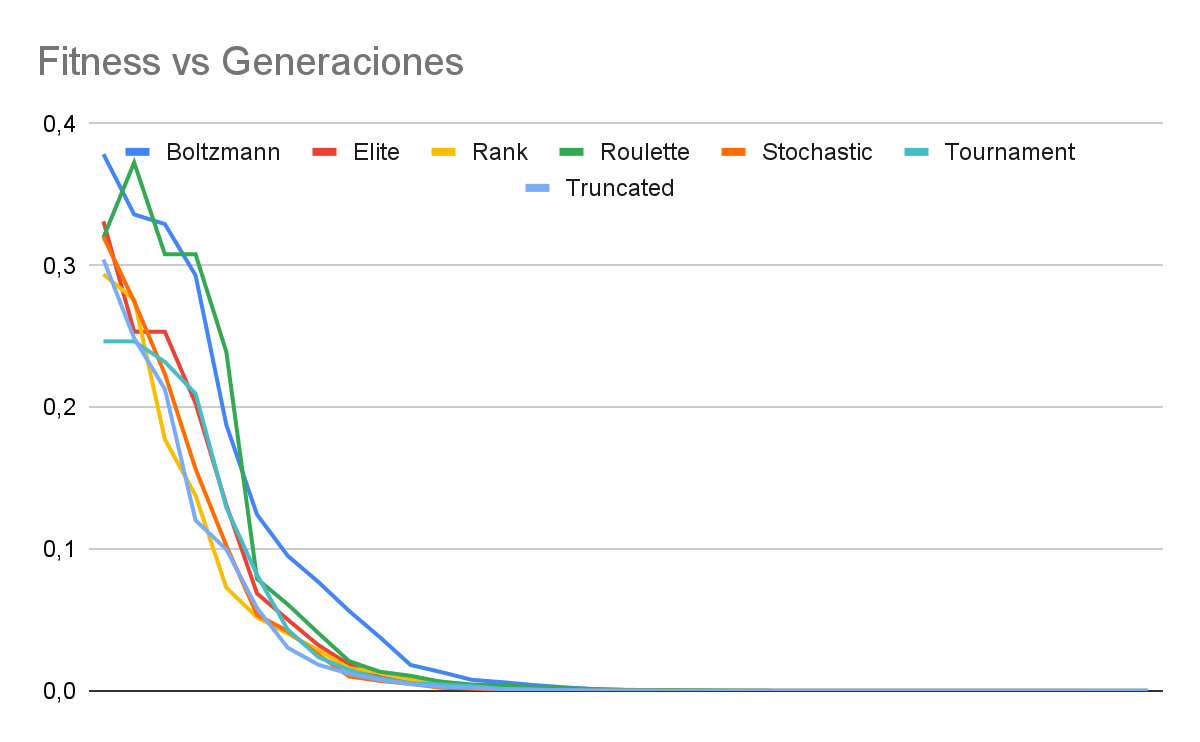 Fitness vs Generaciones
0,4
Boltzmann Elite Rank Roulette Stochastic Tournament
Truncated
0,3
0,2
0,1
0,0